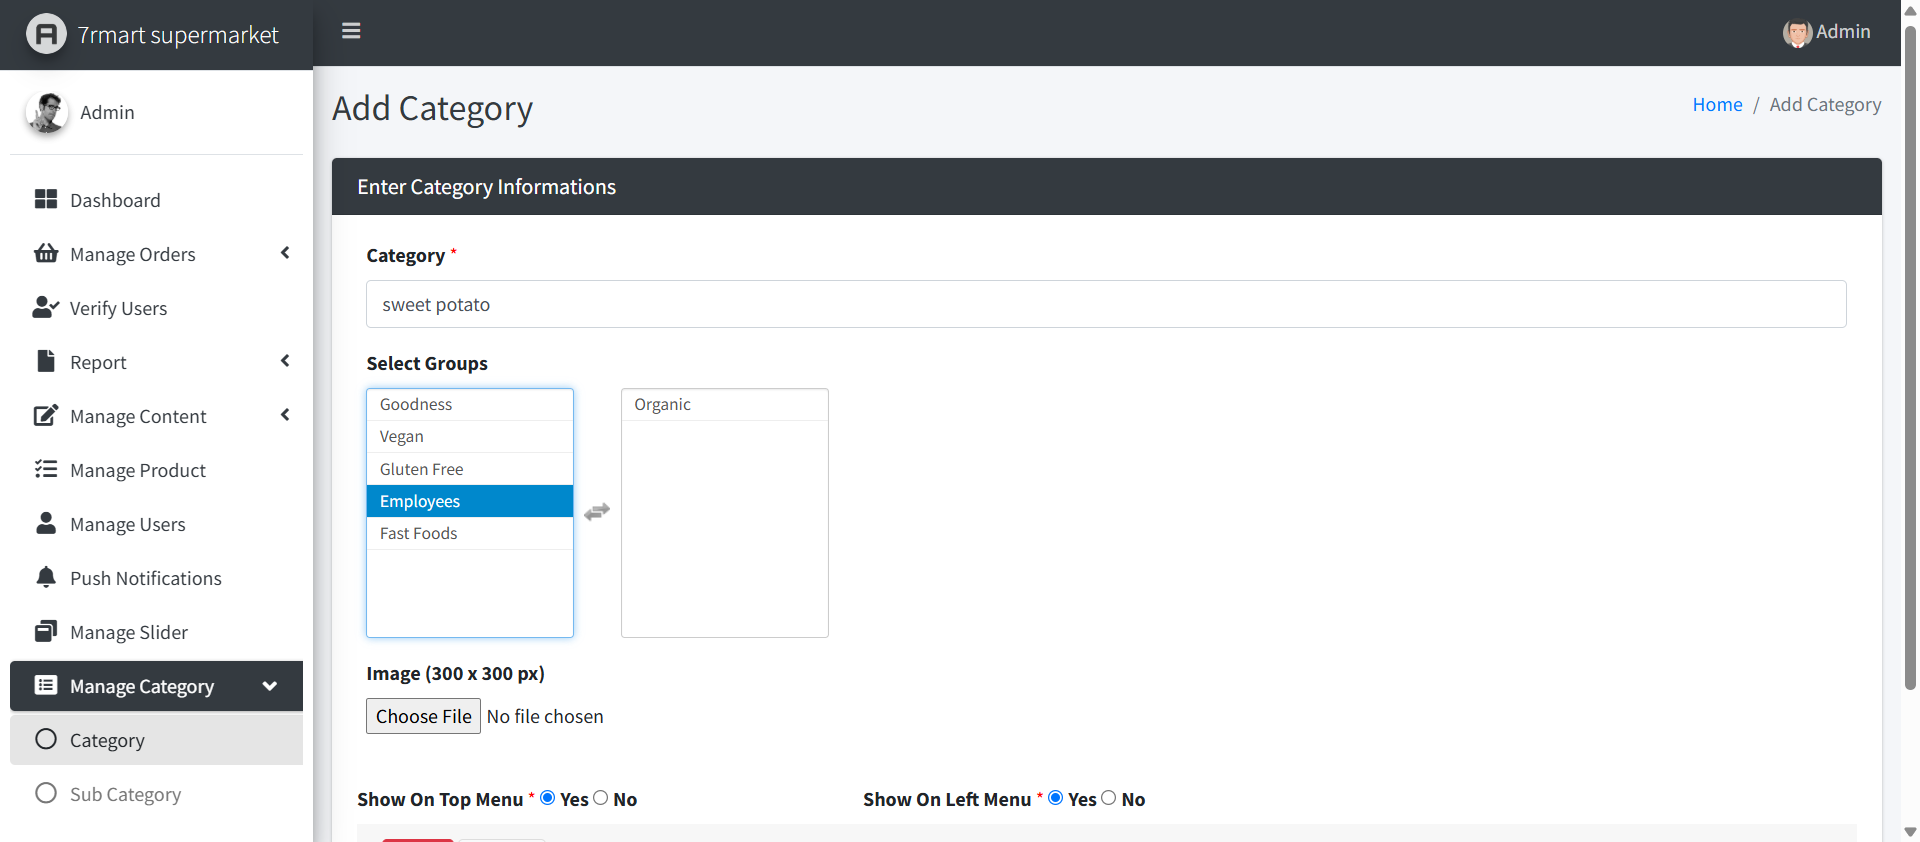 7rmart supermarket
Admin
Admin
Add Category
Home / Add Category
Dashboard
Manage Orders
Verify Users
Report
Manage Content
Manage Product
Manage Users
Push Notifications
Manage Slider
Manage Category
Category
Sub Category
Enter Category Informations
Category *
sweet potato
Select Groups
Goodness
Vegan
Gluten Free
Employees
Fast Foods
Organic
Image (300 x 300 px)
Choose File No file chosen
Show On Top Menu * Yes No
Show On Left Menu * Yes No